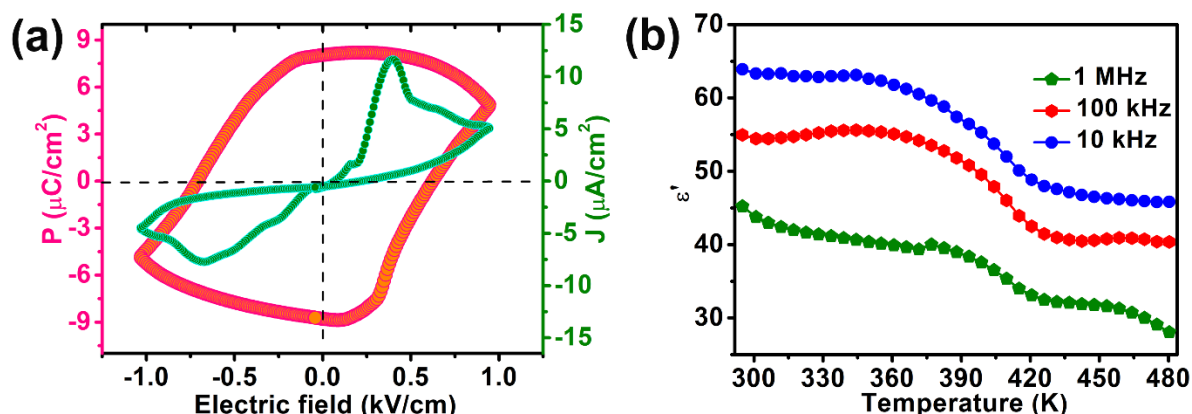 (a)
P (μC/cm²)
9
6
3
0
-3
-6
-9
-1.0 -0.5 0.0 0.5 1.0
Electric field (kV/cm)
15
10
5
0
-5
-10
-15
J (μA/cm²)
(b)
ε'
70
60
50
40
30
1 MHz
100 kHz
10 kHz
300 330 360 390 420 450 480
Temperature (K)